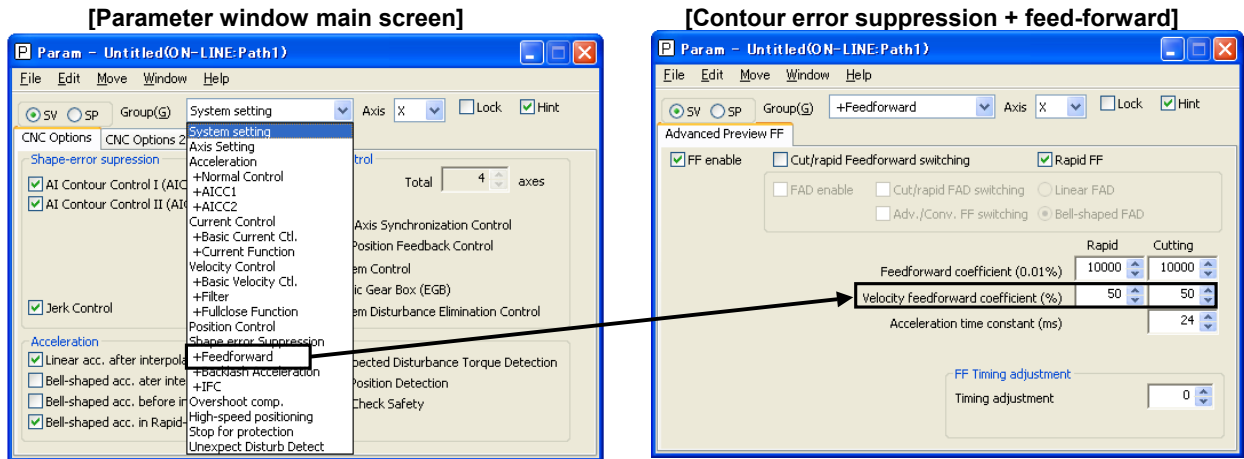 [Parameter window main screen]
Param - Untitled(ON-LINE:Path1)
File Edit Move Window Help
SV SP Group(G) System setting Axis X Lock Hint
CNC Options CNC Options 2
System setting
Axis Setting
Acceleration
+Normal Control
+AICC1
+AICC2
Current Control
+Basic Current Ctl.
+Current Function
Velocity Control
+Basic Velocity Ctl.
+Filter
+Fullclose Function
Position Control
Shape error Suppression
+Feedforward
+Backlash Acceleration
+IFC
Overshoot comp.
High-speed positioning
Stop for protection
Unexpect Disturb Detect
Shape-error supression
AI Contour Control I (AIC
AI Contour Control II (AI
Jerk Control
Acceleration
Linear acc. after interpola
Bell-shaped acc. ater inte
Bell-shaped acc. before in
Bell-shaped acc. in Rapid-
trol
Total 4 axes
Axis Synchronization Control
Position Feedback Control
em Control
ic Gear Box (EGB)
em Disturbance Elimination Control
pected Disturbance Torque Detection
Position Detection
Check Safety
[Contour error suppression + feed-forward]
Param - Untitled(ON-LINE:Path1)
File Edit Move Window Help
SV SP Group(G) +Feedforward Axis X Lock Hint
Advanced Preview FF
FF enable Cut/rapid Feedforward switching Rapid FF
FAD enable Cut/rapid FAD switching Linear FAD
Adv./Conv. FF switching Bell-shaped FAD
Rapid Cutting
Feedforward coefficient (0.01%) 10000 10000
Velocity feedforward coefficient (%) 50 50
Acceleration time constant (ms) 24
FF Timing adjustment
Timing adjustment 0